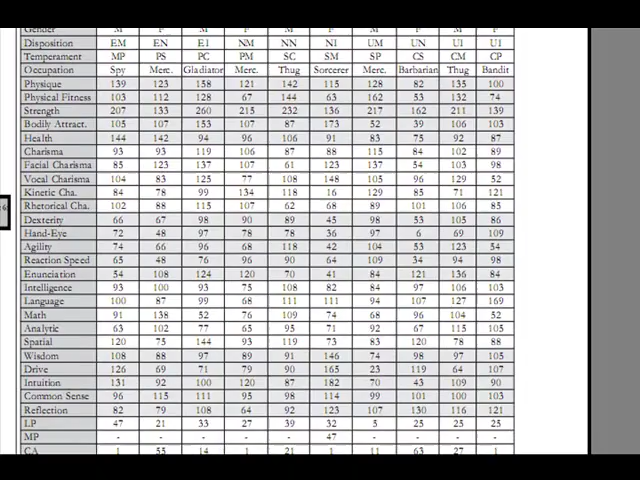 Gender M F M F M F M F M F
Disposition EM EN E1 NM NN N1 UM UN U1 U1
Temperament MP PS PC PM SC SM SP CS CM CP
Occupation Spy Merc. Gladiator Merc. Thug Sorcerer Merc. Barbarian Thug Bandit
Physique 139 123 158 121 142 115 128 82 135 100
Physical Fitness 103 112 128 67 144 63 162 53 132 74
Strength 207 133 260 215 232 136 217 162 211 139
Bodily Attract. 105 107 153 107 87 173 52 39 106 103
Health 144 142 94 96 106 91 83 75 92 87
Charisma 93 93 119 106 87 88 115 84 102 89
Facial Charisma 85 123 137 107 61 123 137 54 103 98
Vocal Charisma 104 83 125 77 108 148 105 96 129 52
Kinetic Cha. 84 78 99 134 118 16 129 85 71 121
Rhetorical Cha. 102 88 115 107 62 68 89 101 106 85
Dexterity 66 67 98 90 89 45 98 53 105 86
Hand-Eye 72 48 97 78 78 36 97 6 69 109
Agility 74 66 96 68 118 42 104 53 123 54
Reaction Speed 65 48 76 96 90 64 109 34 94 98
Enunciation 54 108 124 120 70 41 84 121 136 84
Intelligence 93 100 93 75 108 82 84 97 106 103
Language 100 87 99 68 111 111 94 107 127 169
Math 91 138 52 76 109 74 68 96 104 52
Analytic 63 102 77 65 95 71 92 67 115 105
Spatial 120 75 144 93 119 73 83 120 78 88
Wisdom 108 88 97 89 91 146 74 98 97 105
Drive 126 69 71 79 90 165 23 119 64 107
Intuition 131 92 100 120 87 182 70 43 109 90
Common Sense 96 115 111 95 98 114 99 101 100 103
Reflection 82 79 108 64 92 123 107 130 116 121
LP 47 21 33 27 39 32 5 25 25 25
MP - - - - - 47 - - - -
CA 1 55 14 1 21 1 11 63 27 1